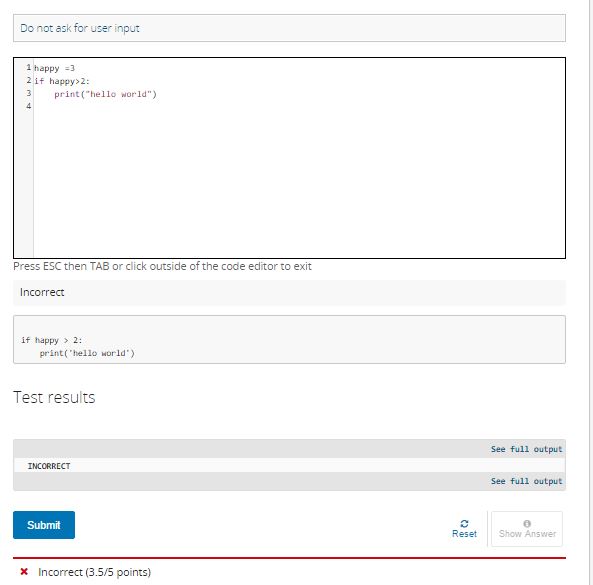 Do not ask for user input
1 happy =3
2 if happy>2:
3     print("hello world")
4
Press ESC then TAB or click outside of the code editor to exit
Incorrect
if happy > 2:
    print('hello world')
Test results
See full output
INCORRECT
See full output
Submit
Reset
Show Answer
Incorrect (3.5/5 points)